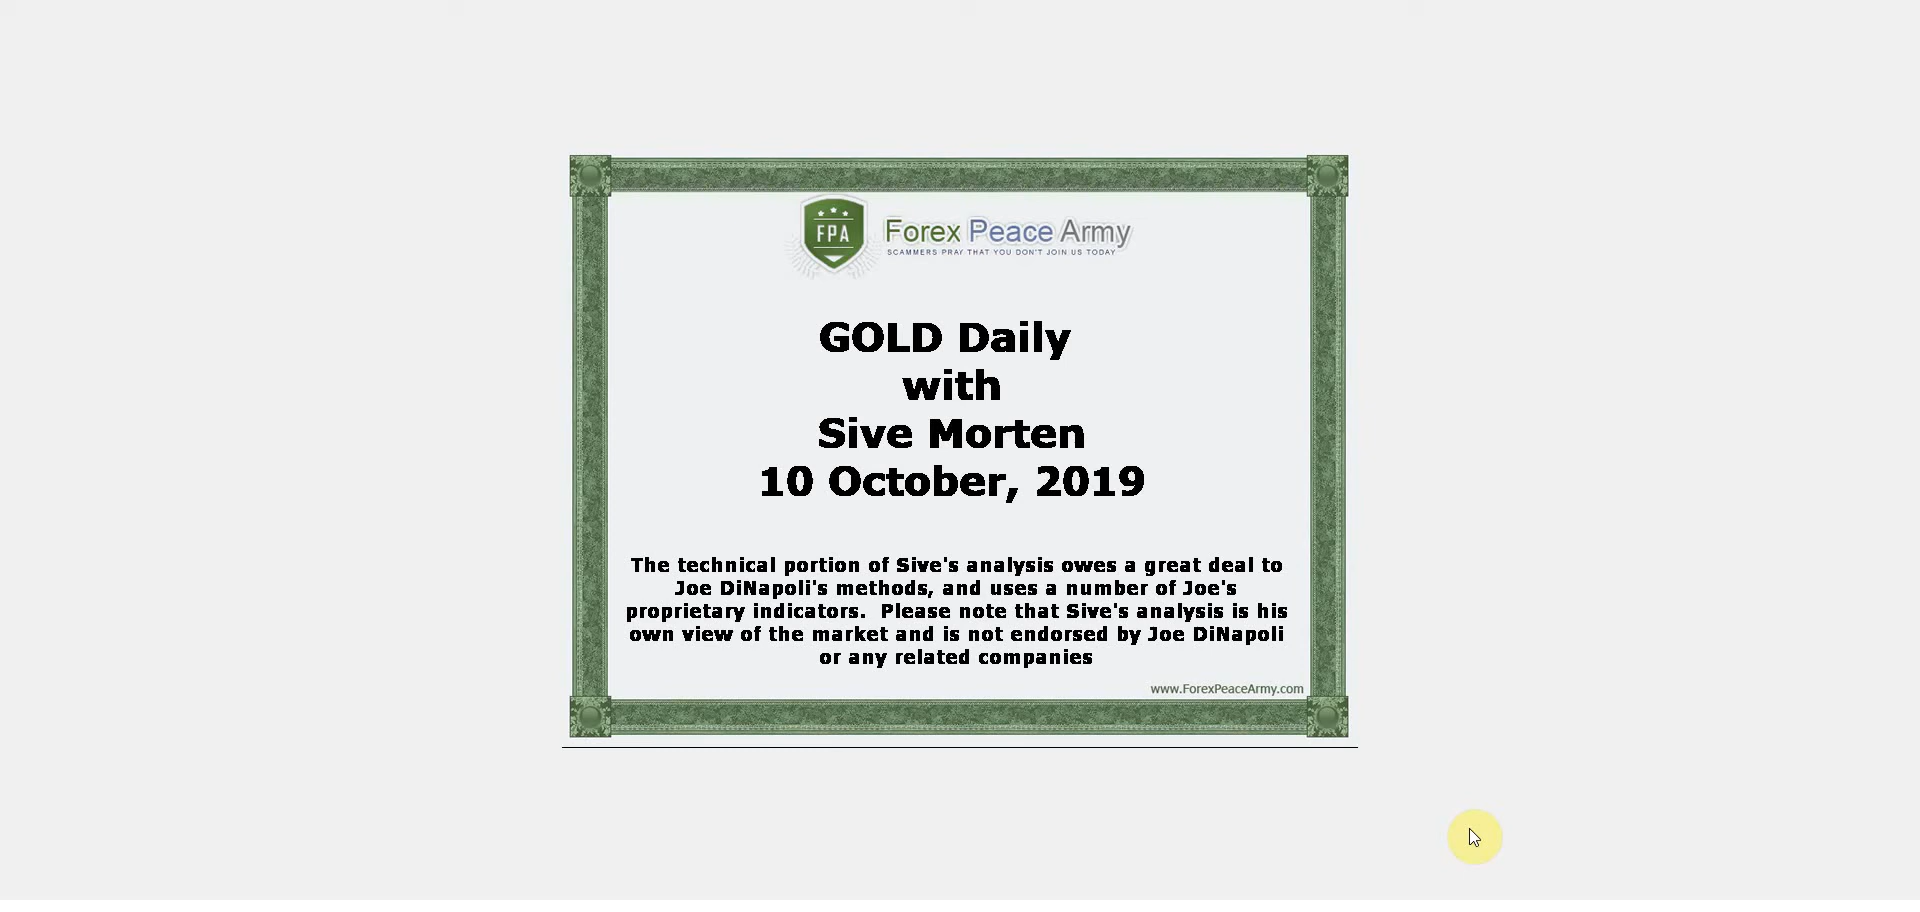 FPA
Forex Peace Army
SCAMMERS PRAY THAT YOU DON'T JOIN US TODAY
GOLD Daily
with
Sive Morten
10 October, 2019
The technical portion of Sive's analysis owes a great deal to
Joe DiNapoli's methods, and uses a number of Joe's
proprietary indicators.  Please note that Sive's analysis is his
own view of the market and is not endorsed by Joe DiNapoli
or any related companies
www.ForexPeaceArmy.com